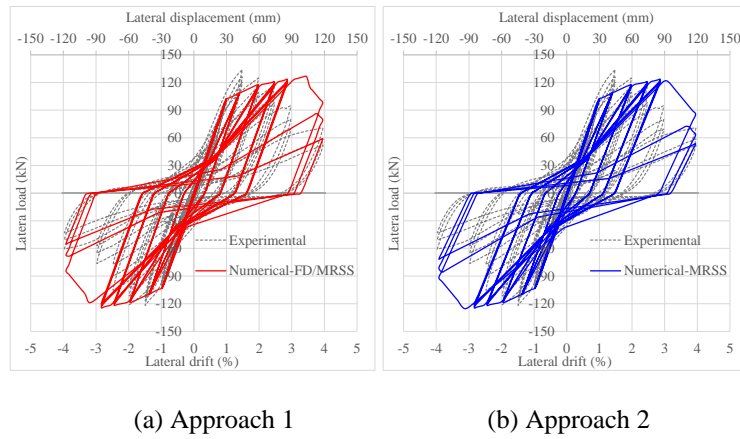 Lateral displacement (mm)
-150 -120 -90 -60 -30 0 30 60 90 120 150
150
120
90
60
30
0
-90
-120
-150
Latera load (kN)
Experimental
Numerical-FD/MRSS
-5 -4 -3 -2 -1 0 1 2 3 4 5
Lateral drift (%)
(a) Approach 1
Lateral displacement (mm)
-150 -120 -90 -60 -30 0 30 60 90 120 150
150
120
90
60
30
0
-90
-120
-150
Latera load (kN)
Experimental
Numerical-MRSS
-5 -4 -3 -2 -1 0 1 2 3 4 5
Lateral drift (%)
(b) Approach 2